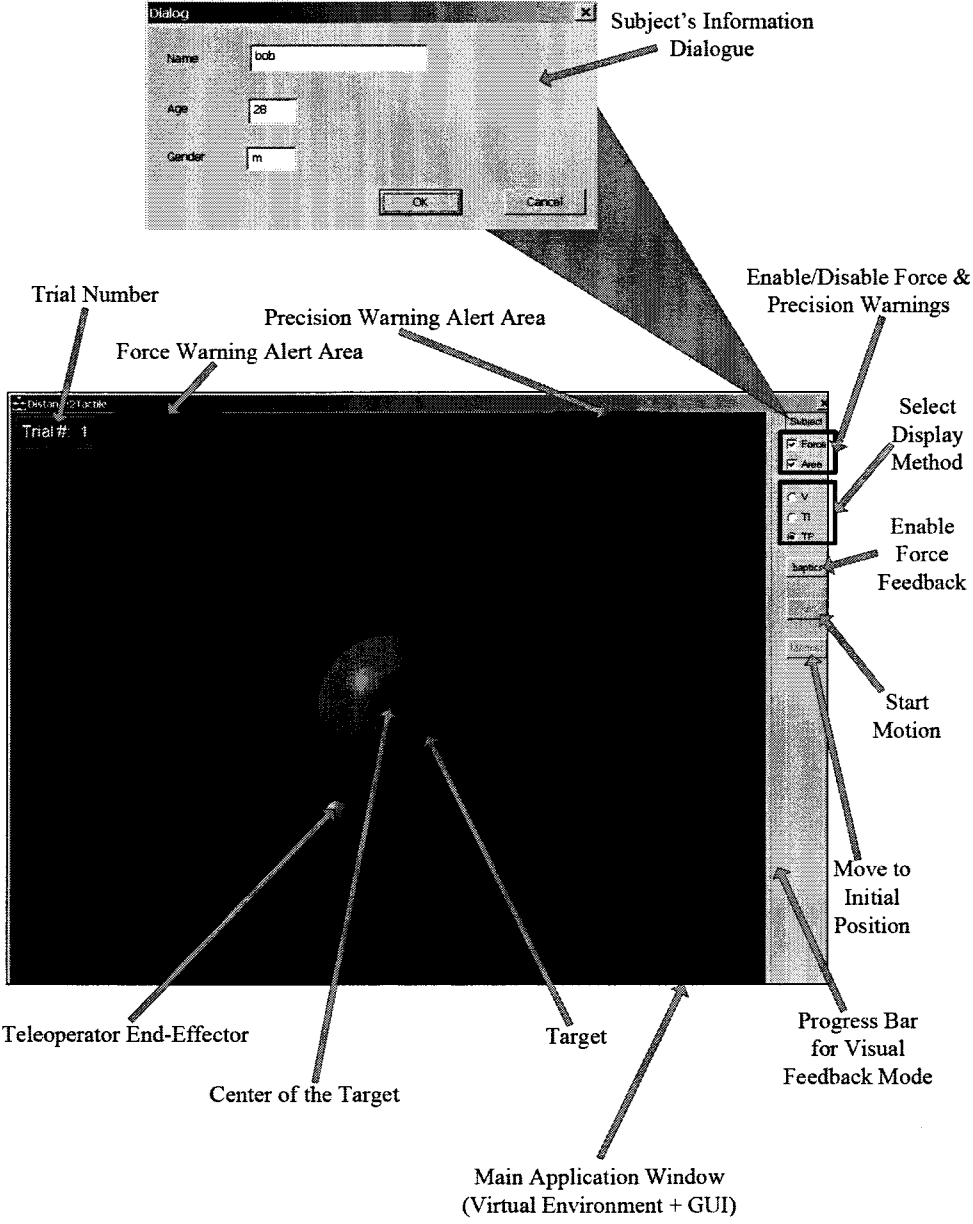 Dialog
Subject's Information
Dialogue
Name
bob
Age
28
Gender
m
OK
Cancel
Trial Number
Precision Warning Alert Area
Force Warning Alert Area
Enable/Disable Force &
Precision Warnings
Distance2Tactile
Trial #: 1
Subject
Force
Area
V
TI
TP
haptics
Select
Display
Method
Enable
Force
Feedback
Start
Motion
Move to
Initial
Position
Teleoperator End-Effector
Target
Center of the Target
Progress Bar
for Visual
Feedback Mode
Main Application Window
(Virtual Environment + GUI)